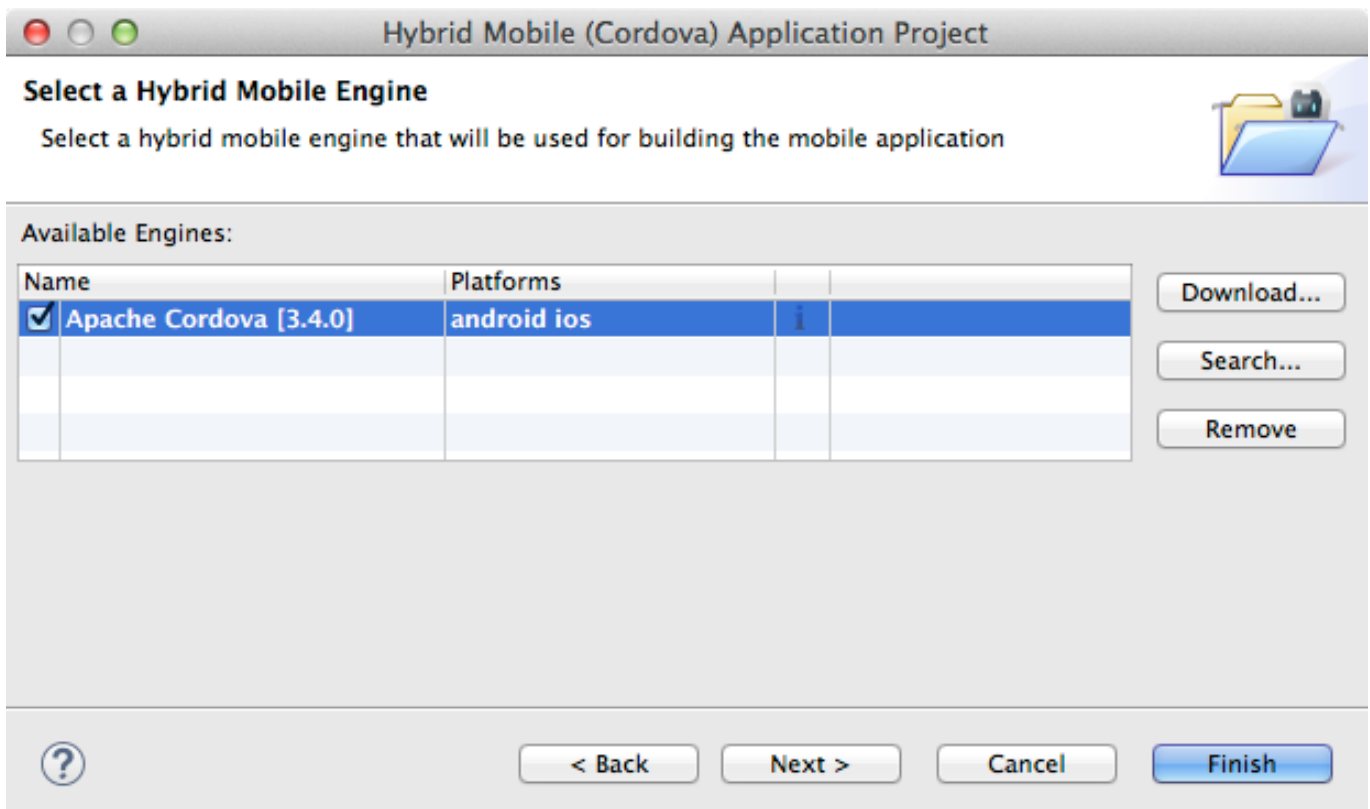 Hybrid Mobile (Cordova) Application Project
Select a Hybrid Mobile Engine
Select a hybrid mobile engine that will be used for building the mobile application
Available Engines:
Name Platforms
Download...
Apache Cordova [3.4.0] android ios
Search...
Remove
? < Back Next > Cancel Finish